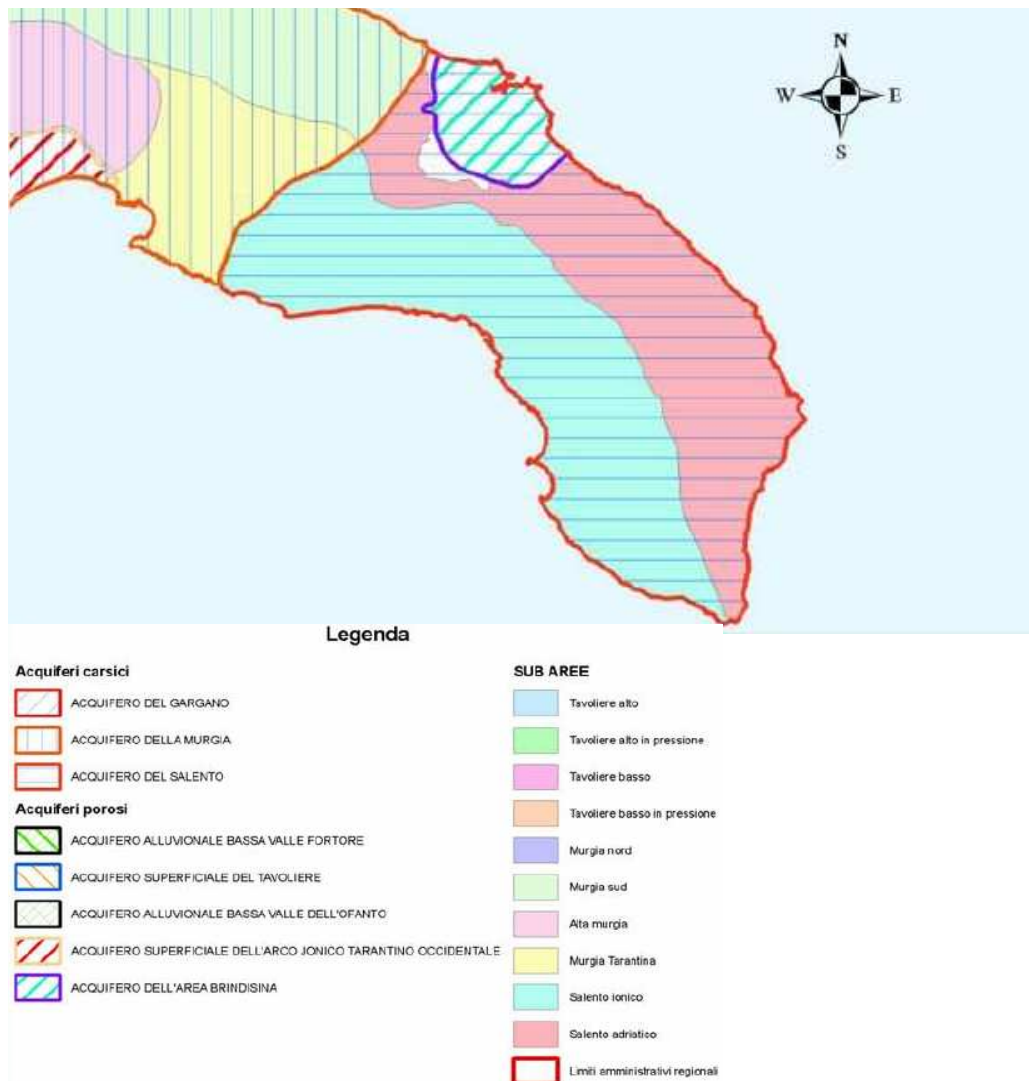 N
W E
S
Legenda
Acquiferi carsici
ACQUIFERO DEL GARGANO
ACQUIFERO DELLA MURGIA
ACQUIFERO DEL SALENTO
Acquiferi porosi
ACQUIFERO ALLUVIONALE BASSA VALLE FORTORE
ACQUIFERO SUPERFICIALE DEL TAVOLIERE
ACQUIFERO ALLUVIONALE BASSA VALLE DELL'OFANTO
ACQUIFERO SUPERFICIALE DELL'ARCO JONICO TARANTINO OCCIDENTALE
ACQUIFERO DELL'AREA BRINDISINA
SUB AREE
Tavoliere alto
Tavoliere alto in pressione
Tavoliere basso
Tavoliere basso in pressione
Murgia nord
Murgia sud
Alta murgia
Murgia Tarantina
Salento ionico
Salento adriatico
Limiti amministrativi regionali